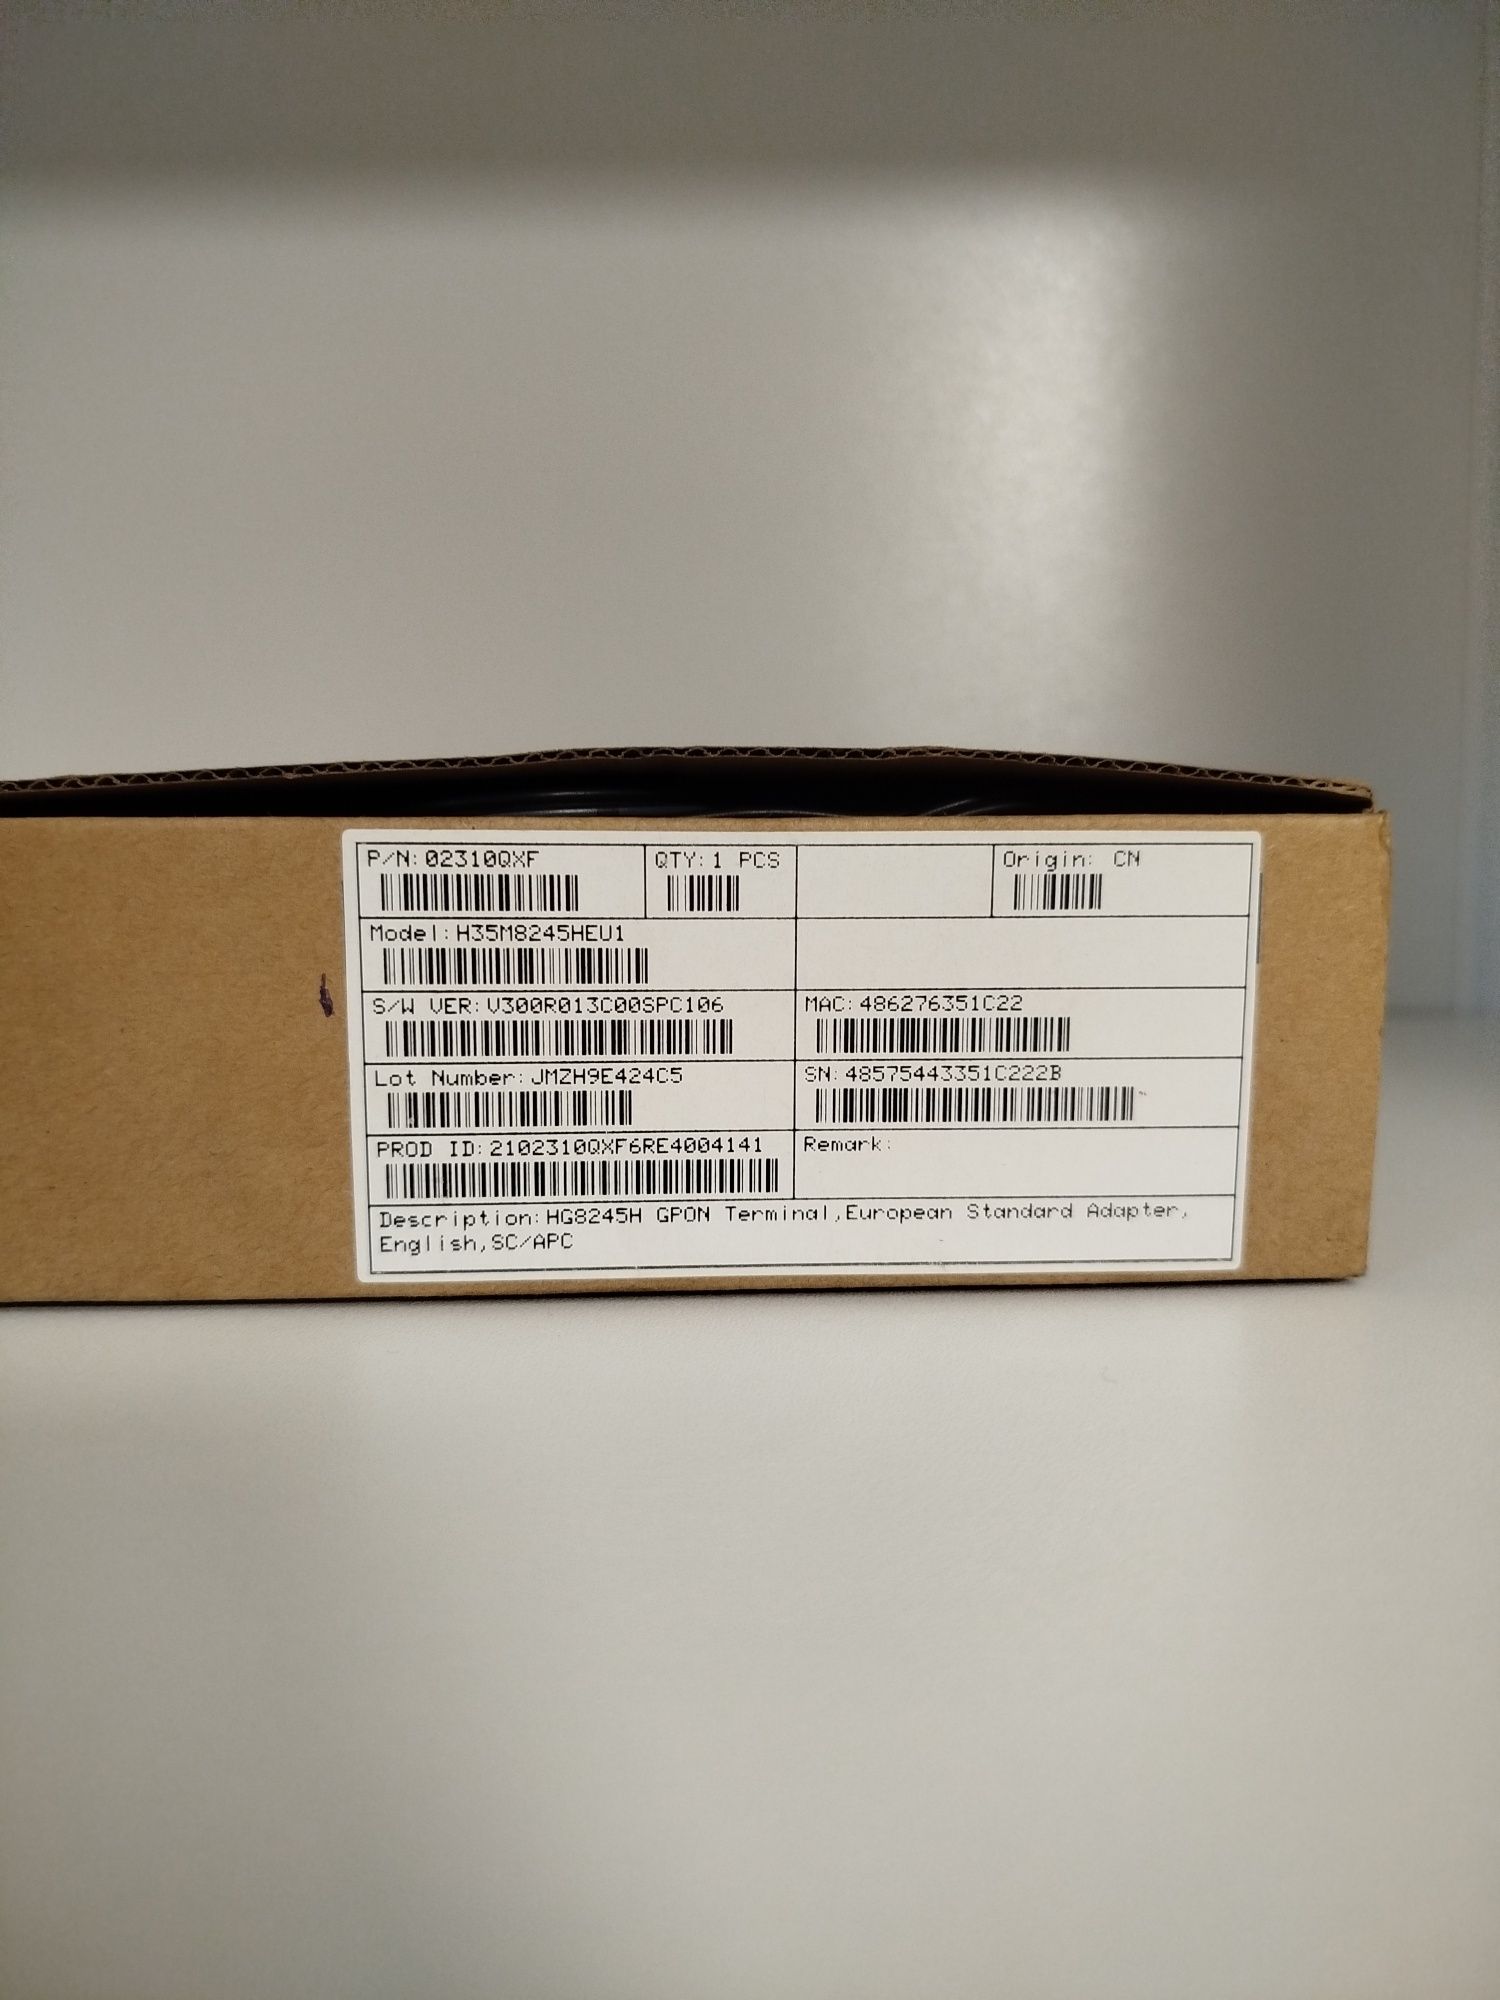 P/N:02310QXF QTY:1 PCS Origin: CN
Model:H35M8245HEU1
S/W VER:V300R013C00SPC106 MAC:486276351C22
Lot Number:JMZH9E424C5 SN:48575443351C222B
PROD ID:2102310QXF6RE4004141 Remark:
Description:HG8245H GPON Terminal,European Standard Adapter,
English,SC/APC